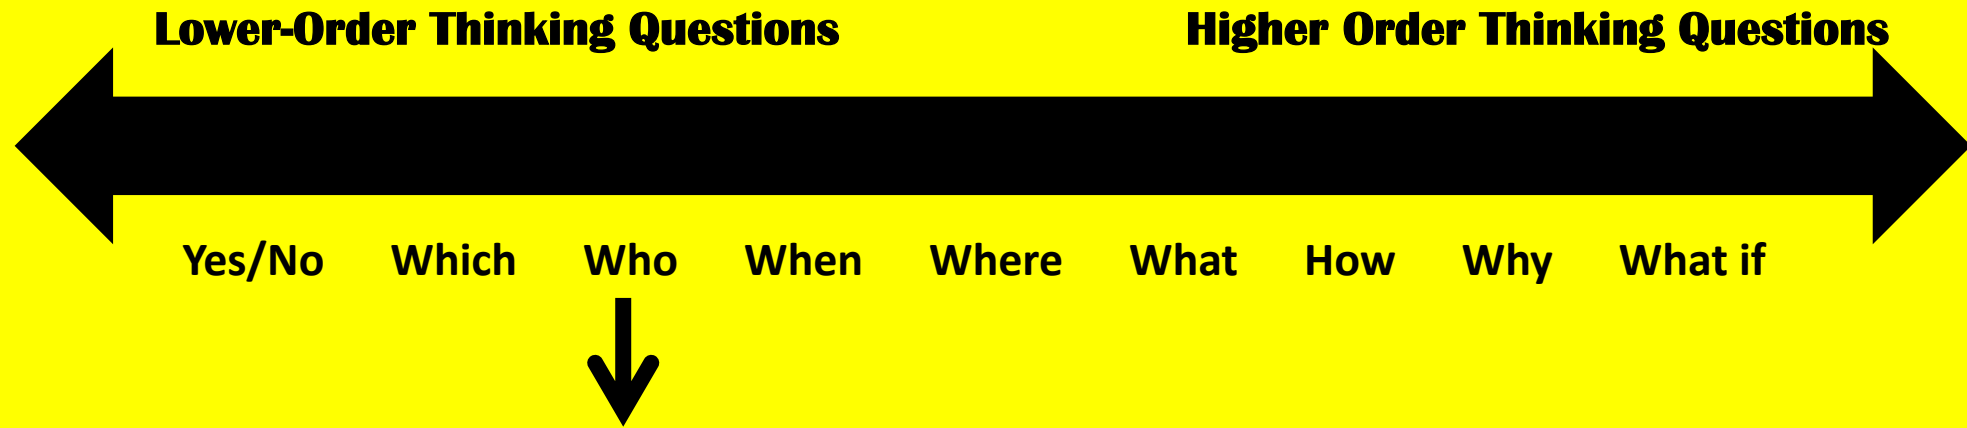 Lower-Order Thinking Questions Higher Order Thinking Questions
Yes/No Which Who When Where What How Why What if